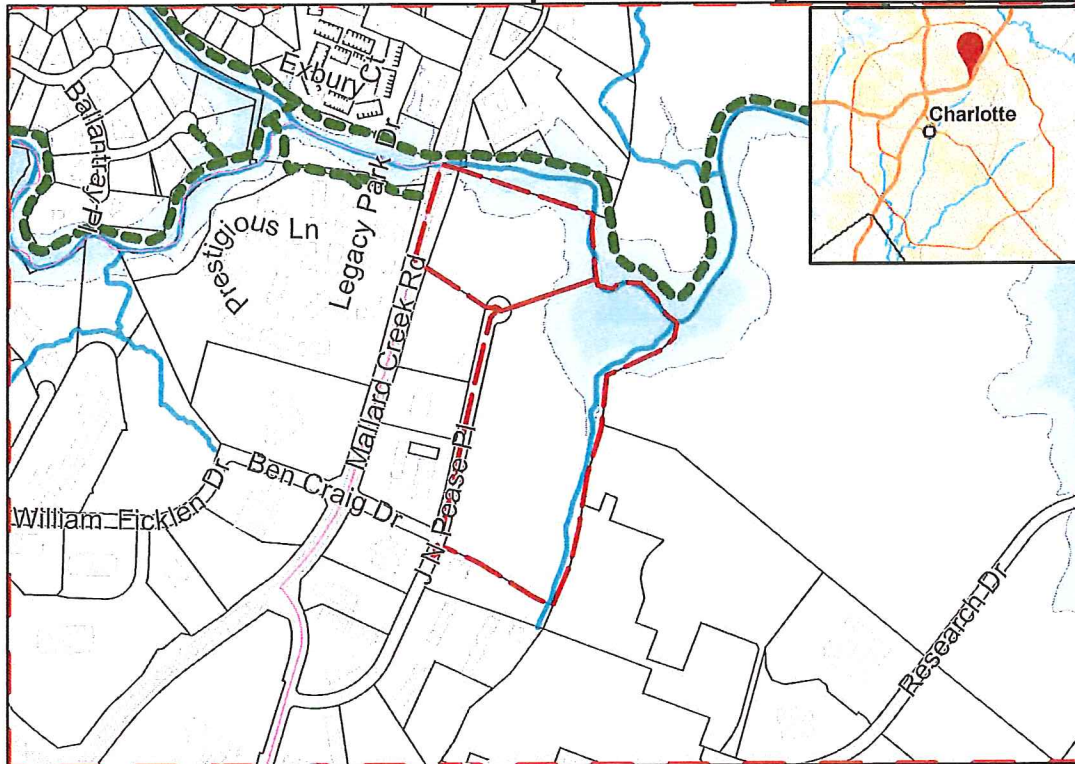 Exbury Ct
Ballantay Pl
Charlotte
Legacy Park Dr
Prestigious Ln
Mallard Creek Rd
J N Pease Pl
Ben Craig Dr
William Ficklen Dr
Research Dr